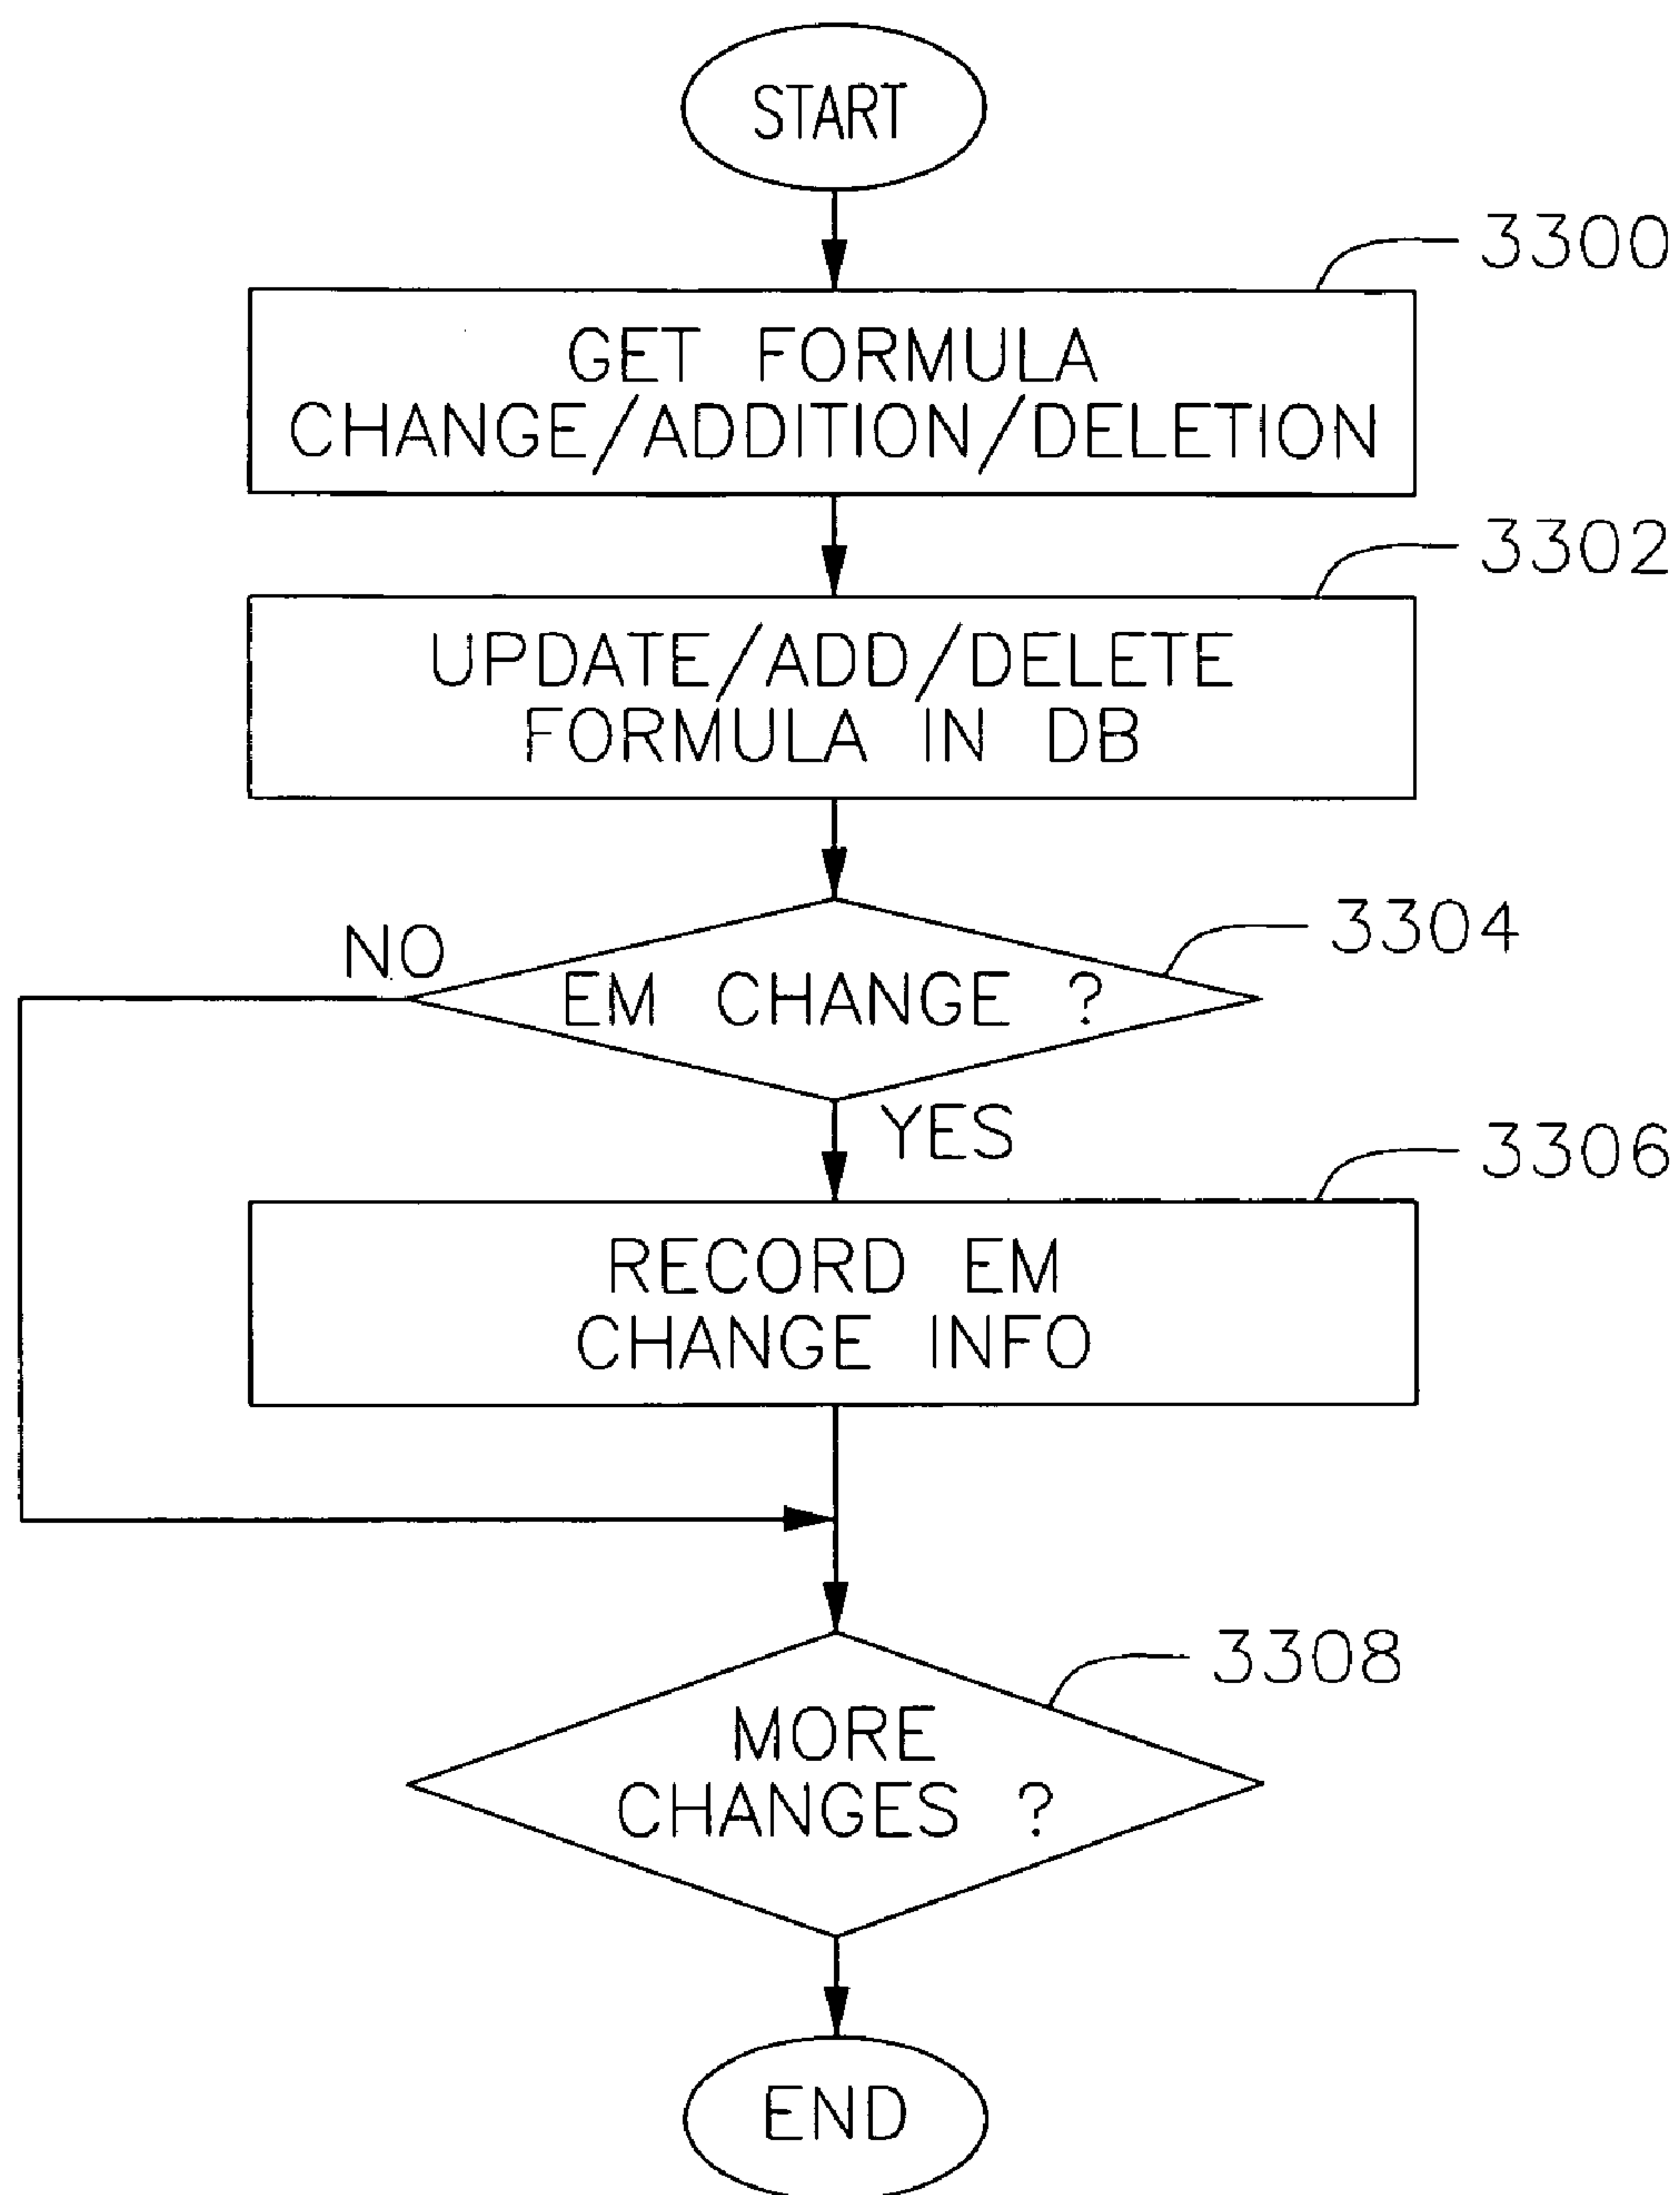 START
3300
GET FORMULA
CHANGE/ADDITION/DELETION
3302
UPDATE/ADD/DELETE
FORMULA IN DB
NO
3304
EM CHANGE ?
YES
3306
RECORD EM
CHANGE INFO
3308
MORE
CHANGES ?
END